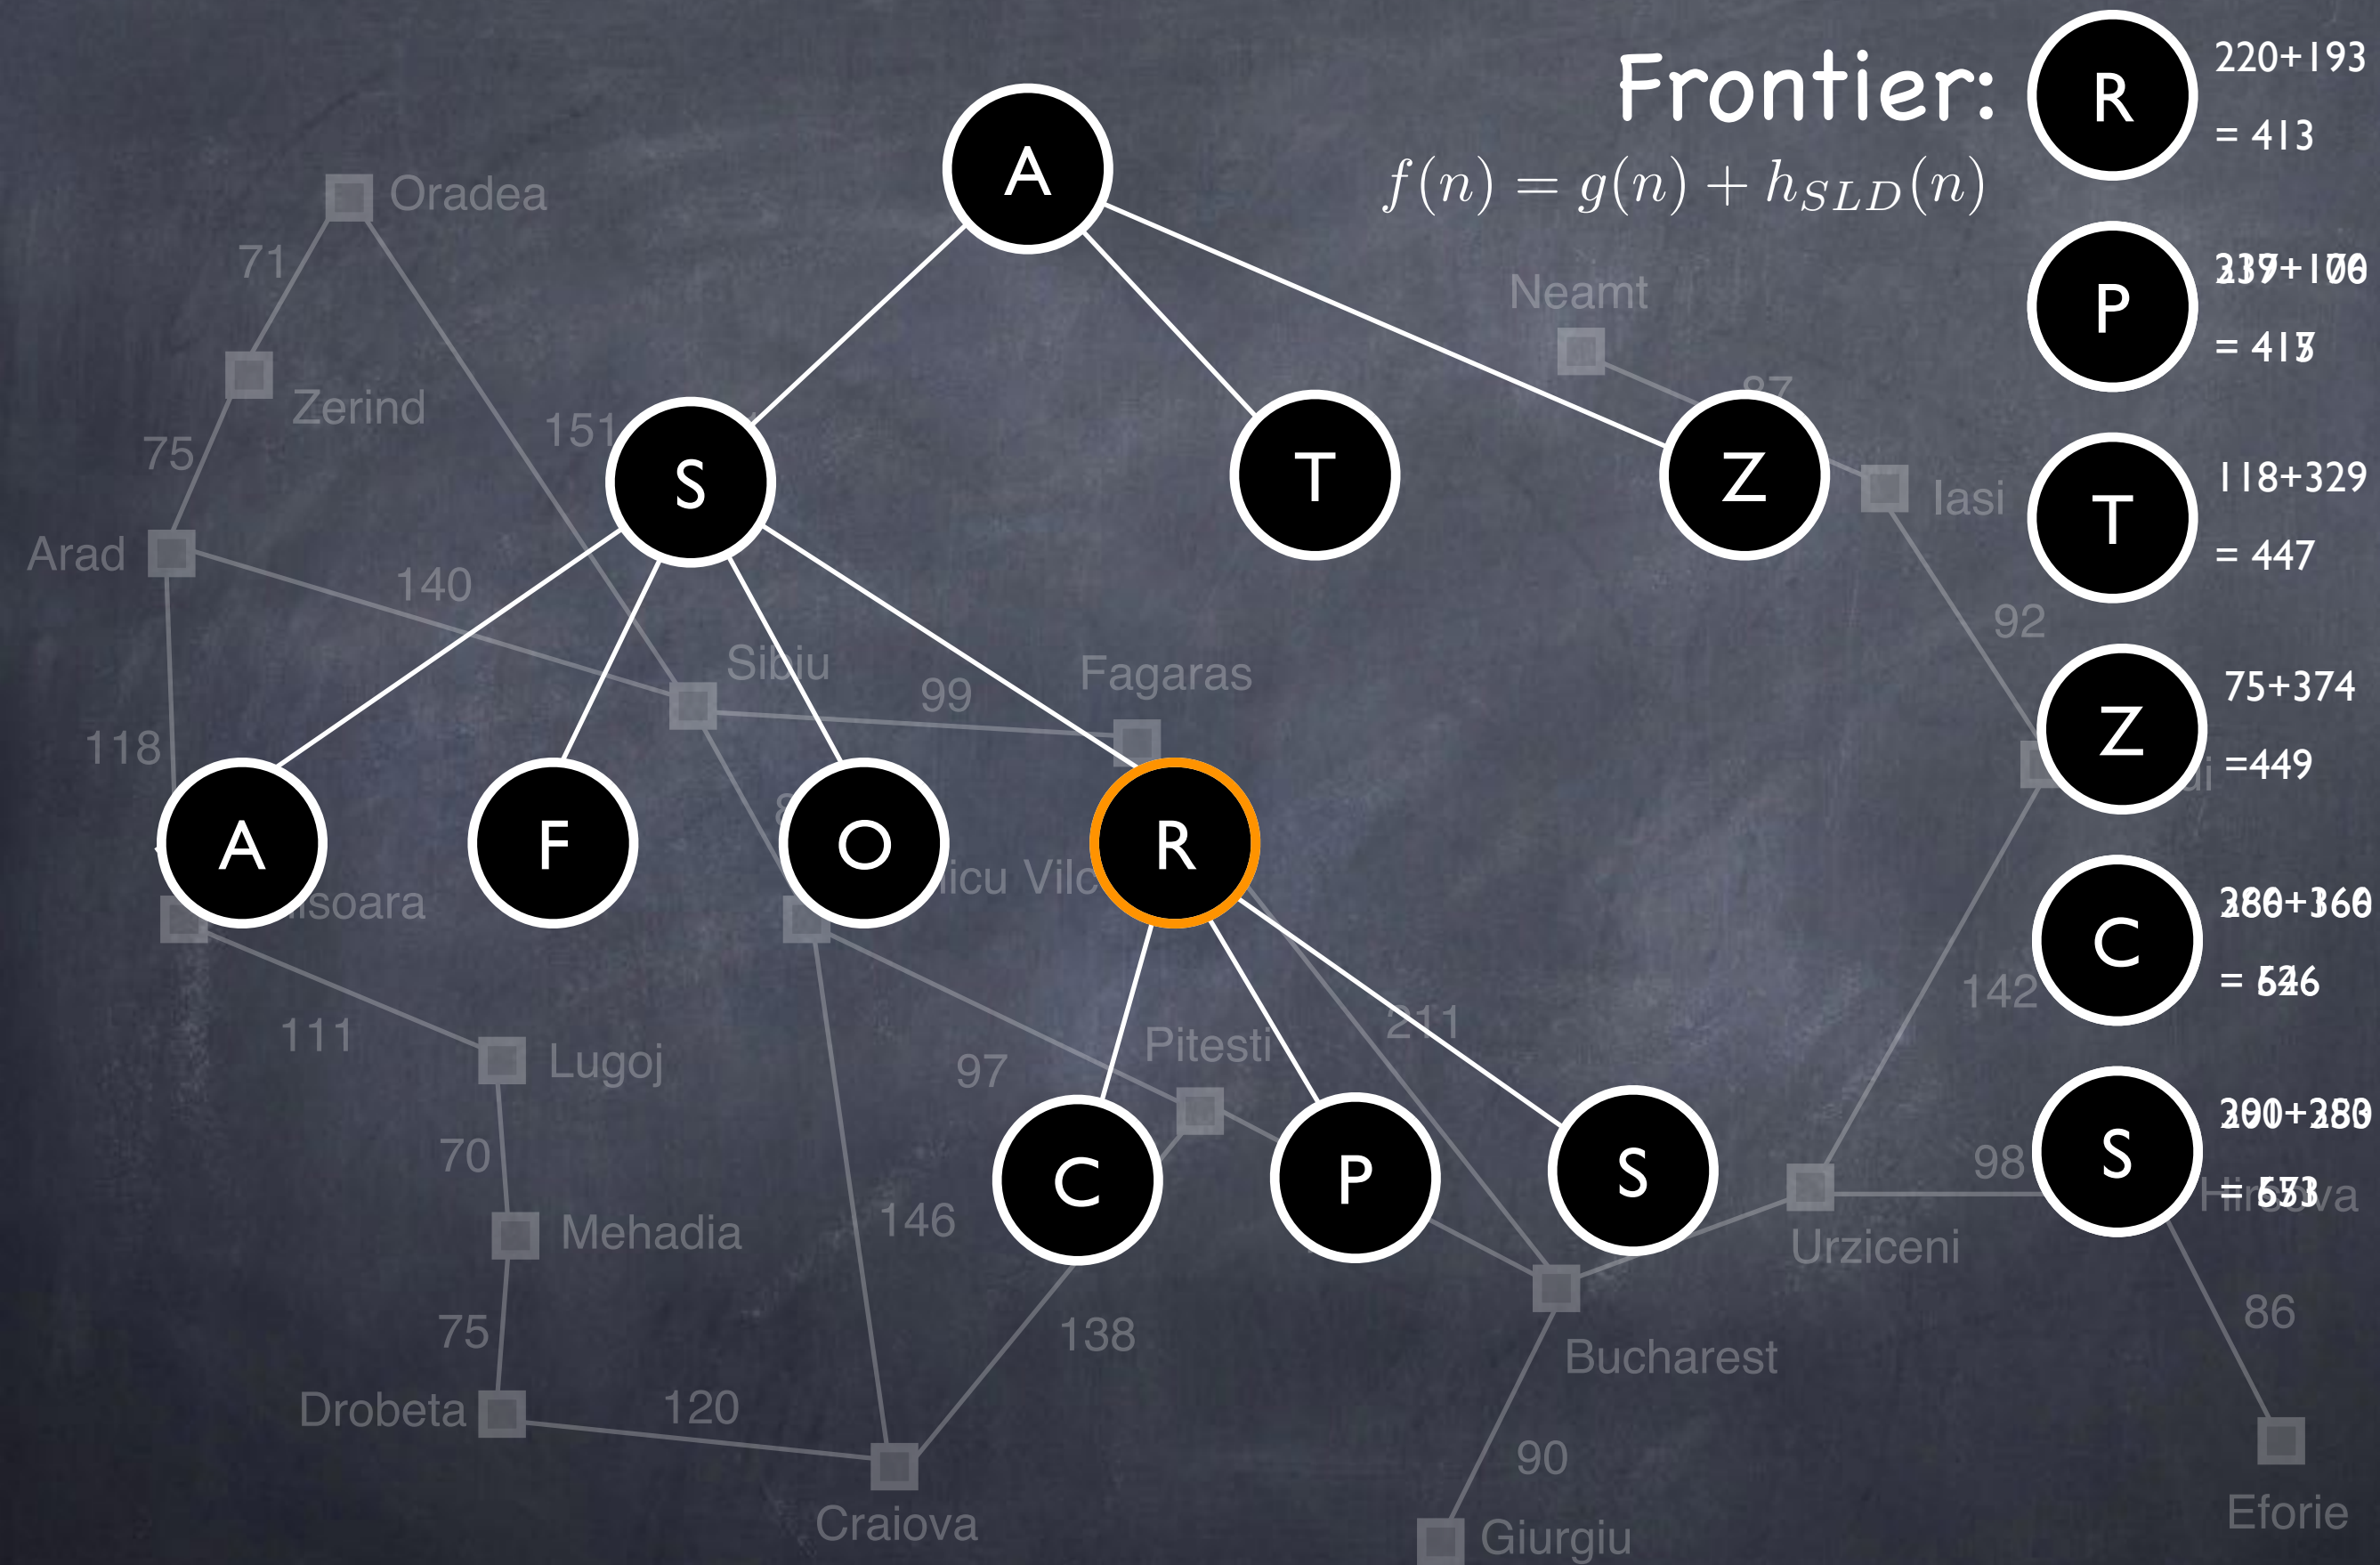 Frontier:
f(n) = g(n) + hSLD(n)
R
220+193
= 413
P
T
118+329
= 447
Z
75+374
=449
C
S
A
S
T
Z
A
F
O
R
C
P
S
Oradea
71
Neamt
87
Zerind
151
75
Iasi
Arad
140
92
Sibiu
Fagaras
99
118
111
142
211
Pitesti
Lugoj
97
70
98
Mehadia
146
Urziceni
75
138
86
Bucharest
Drobeta
120
90
Craiova
Eforie
Giurgiu